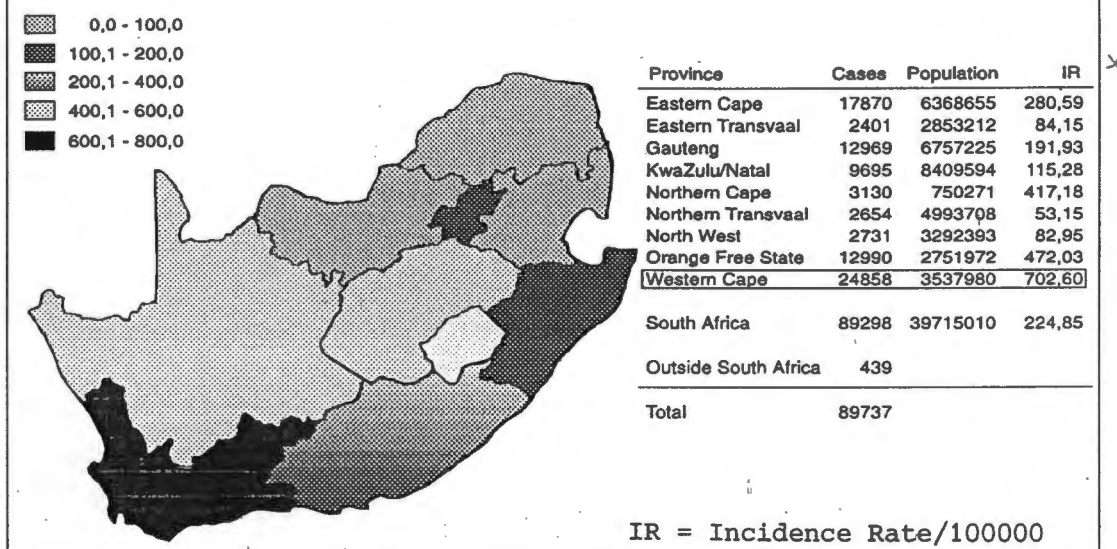 0,0 - 100,0
100,1 - 200,0
200,1 - 400,0
400,1 - 600,0
600,1 - 800,0
Province Cases Population IR
Eastern Cape 17870 6368655 280,59
Eastern Transvaal 2401 2853212 84,15
Gauteng 12969 6757225 191,93
KwaZulu/Natal 9695 8409594 115,28
Northern Cape 3130 750271 417,18
Northern Transvaal 2654 4993708 53,15
North West 2731 3292393 82,95
Orange Free State 12990 2751972 472,03
Western Cape 24858 3537980 702,60
South Africa 89298 39715010 224,85
Outside South Africa 439
Total 89737
IR = Incidence Rate/100000